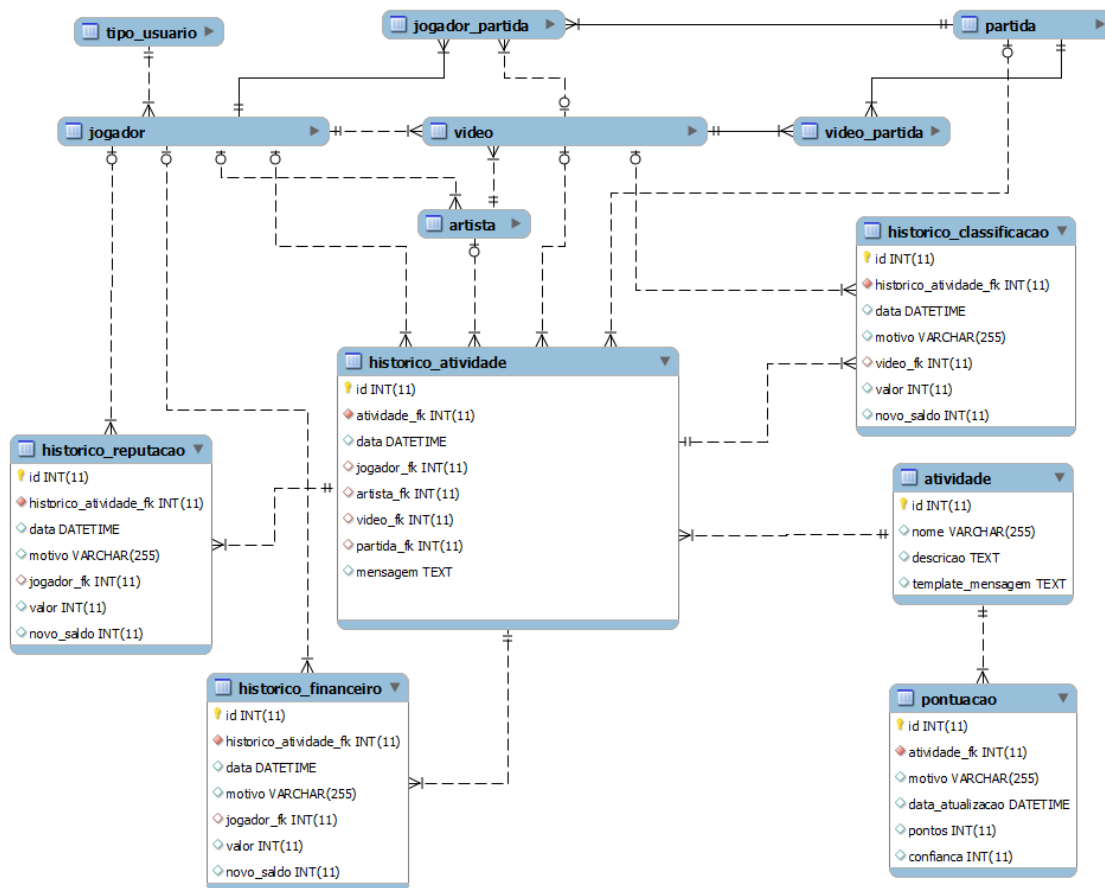 tipo_usuario
jogador_partida
partida
jogador
video
video_partida
artista
historico_classificacao
id INT(11)
historico_atividade_fk INT(11)
data DATETIME
motivo VARCHAR(255)
video_fk INT(11)
valor INT(11)
novo_saldo INT(11)
historico_atividade
id INT(11)
atividade_fk INT(11)
data DATETIME
jogador_fk INT(11)
artista_fk INT(11)
video_fk INT(11)
partida_fk INT(11)
mensagem TEXT
historico_reputacao
id INT(11)
historico_atividade_fk INT(11)
data DATETIME
motivo VARCHAR(255)
jogador_fk INT(11)
valor INT(11)
novo_saldo INT(11)
atividade
id INT(11)
nome VARCHAR(255)
descricao TEXT
template_mensagem TEXT
historico_financeiro
id INT(11)
historico_atividade_fk INT(11)
data DATETIME
motivo VARCHAR(255)
jogador_fk INT(11)
valor INT(11)
novo_saldo INT(11)
pontuacao
id INT(11)
atividade_fk INT(11)
motivo VARCHAR(255)
data_atualizacao DATETIME
pontos INT(11)
confianca INT(11)